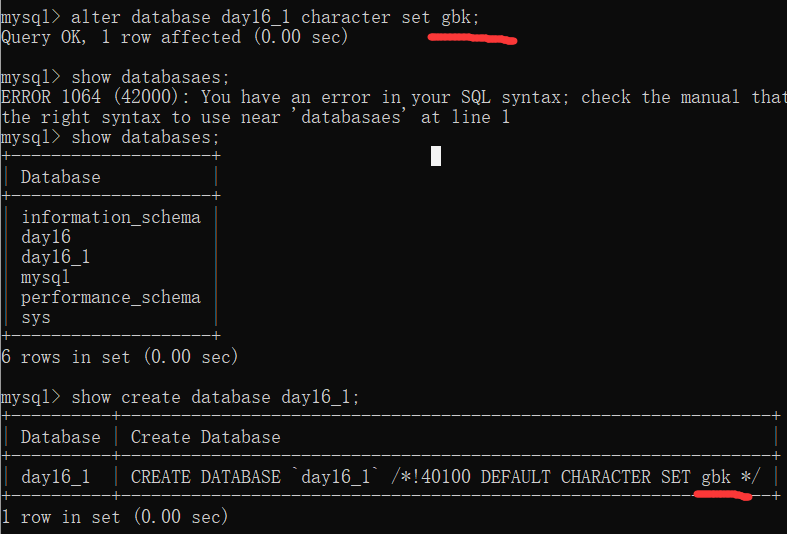 mysql> alter database day16_1 character set gbk;
Query OK, 1 row affected (0.00 sec)
mysql> show databasaes;
ERROR 1064 (42000): You have an error in your SQL syntax; check the manual that
the right syntax to use near 'databasaes' at line 1
mysql> show databases;
+--------------------+
| Database           |
+--------------------+
| information_schema |
| day16              |
| day16_1            |
| mysql              |
| performance_schema |
| sys                |
+--------------------+
6 rows in set (0.00 sec)
mysql> show create database day16_1;
+----------+-----------------------------------------------------------------+
| Database | Create Database                                                 |
+----------+-----------------------------------------------------------------+
| day16_1  | CREATE DATABASE `day16_1` /*!40100 DEFAULT CHARACTER SET gbk */ |
+----------+-----------------------------------------------------------------+
1 row in set (0.00 sec)